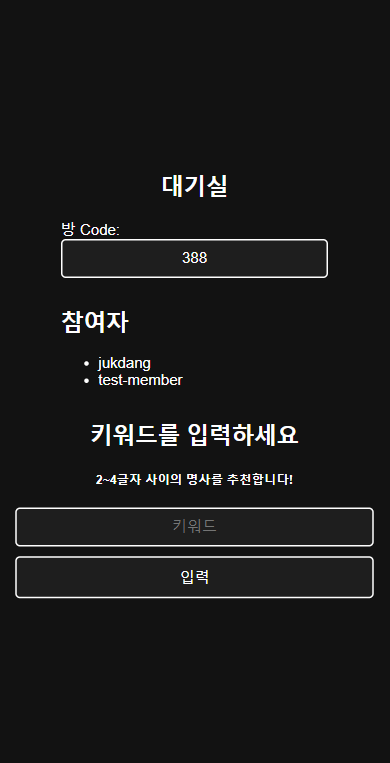 대기실
방 Code:
388
참여자
jukdang
test-member
키워드를 입력하세요
2~4글자 사이의 명사를 추천합니다!
키워드
입력